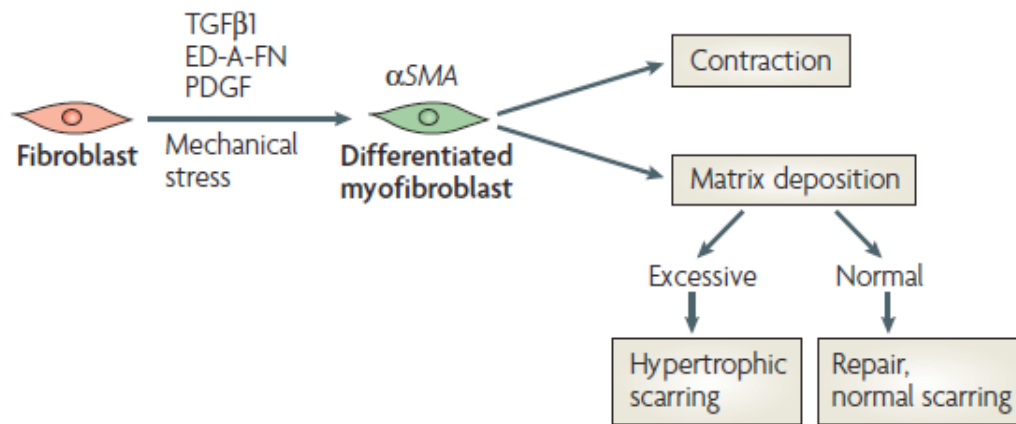 TGFβ1
ED-A-FN
PDGF
Mechanical
stress
Fibroblast
αSMA
Differentiated
myofibroblast
Contraction
Matrix deposition
Excessive
Normal
Hypertrophic
scarring
Repair,
normal scarring